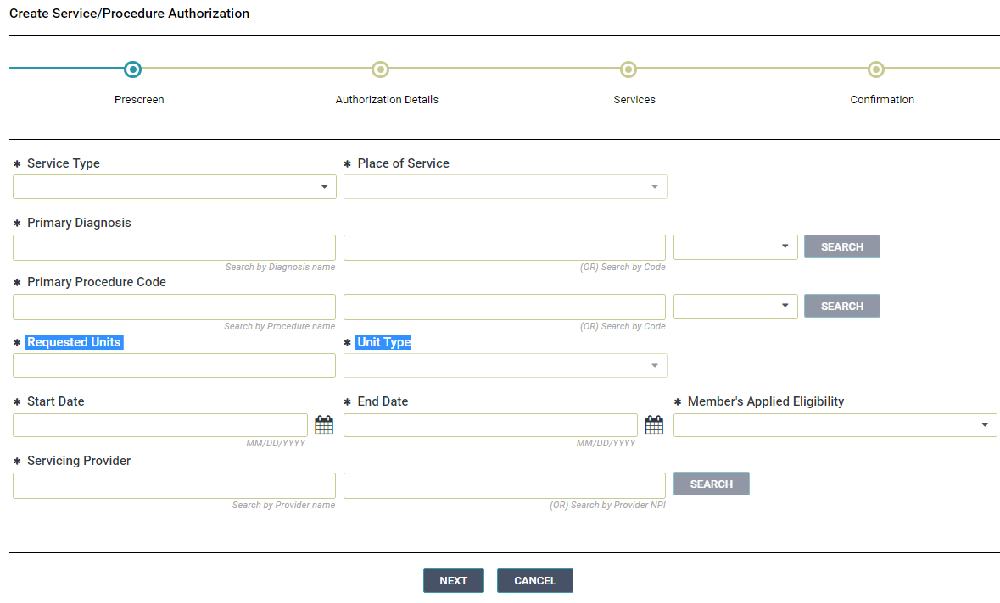 Create Service/Procedure Authorization
Prescreen Authorization Details Services Confirmation
✱ Service Type ✱ Place of Service
✱ Primary Diagnosis
SEARCH
Search by Diagnosis name (OR) Search by Code
✱ Primary Procedure Code
SEARCH
Search by Procedure name (OR) Search by Code
✱ Requested Units ✱ Unit Type
✱ Start Date ✱ End Date ✱ Member's Applied Eligibility
MM/DD/YYYY MM/DD/YYYY
✱ Servicing Provider
SEARCH
Search by Provider name (OR) Search by Provider NPI
NEXT CANCEL